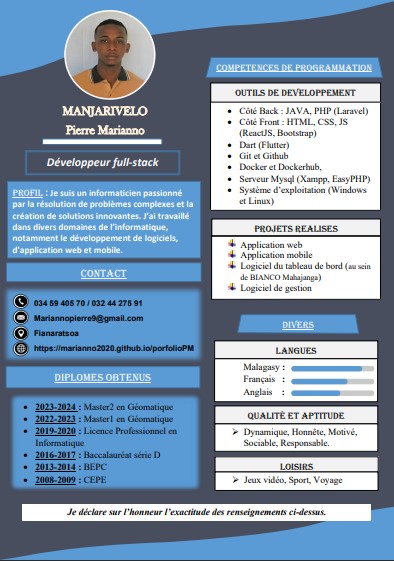 MANJARIVELO
Pierre Marianno
Développeur full-stack
PROFIL : Je suis un informaticien passionné
par la résolution de problèmes complexes et la
création de solutions innovantes. J'ai travaillé
dans divers domaines de l'informatique,
notamment le développement de logiciels,
d'application web et mobile.
CONTACT
034 59 405 70 / 032 44 275 91
Mariannopierre9@gmail.com
Fianaratsoa
https://marianno2020.github.io/porfolioPM
DIPLOMES OBTENUS
2023-2024 : Master2 en Géomatique
2022-2023 : Master1 en Géomatique
2019-2020 : Licence Professionnel en
Informatique
2016-2017 : Baccalauréat série D
2013-2014 : BEPC
2008-2009 : CEPE
COMPETENCES DE PROGRAMMATION
OUTILS DE DEVELOPPEMENT
Côté Back : JAVA, PHP (Laravel)
Côté Front : HTML, CSS, JS
(ReactJS, Bootstrap)
Dart (Flutter)
Git et Github
Docker et Dockerhub,
Serveur Mysql (Xampp, EasyPHP)
Système d'exploitation (Windows
et Linux)
PROJETS REALISES
Application web
Application mobile
Logiciel du tableau de bord (au sein
de BIANCO Mahajanga)
Logiciel de gestion
DIVERS
LANGUES
Malagasy :
Français :
Anglais :
QUALITÉ ET APTITUDE
Dynamique, Honnête, Motivé,
Sociable, Responsable.
LOISIRS
Jeux vidéo, Sport, Voyage
Je déclare sur l'honneur l'exactitude des renseignements ci-dessus.